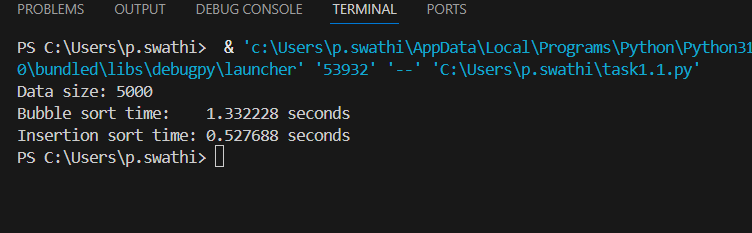 PROBLEMS OUTPUT DEBUG CONSOLE TERMINAL PORTS
PS C:\Users\p.swathi>  & 'c:\Users\p.swathi\AppData\Local\Programs\Python\Python31
0\bundled\libs\debugpy\launcher' '53932' '--' 'C:\Users\p.swathi\task1.1.py'
Data size: 5000
Bubble sort time:    1.332228 seconds
Insertion sort time: 0.527688 seconds
PS C:\Users\p.swathi>